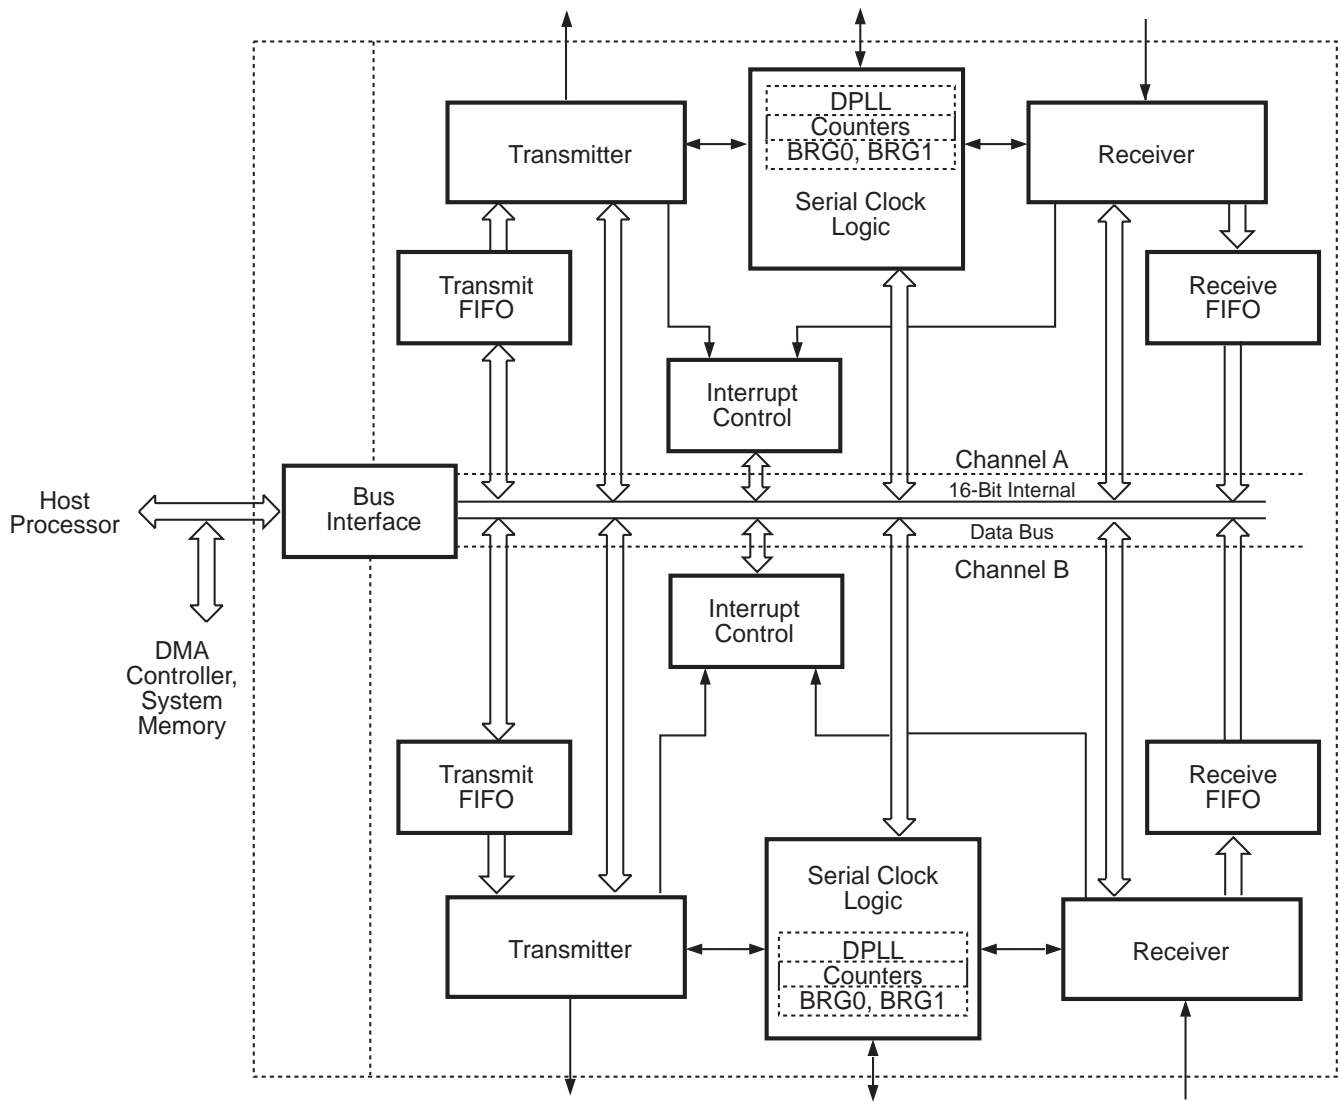 DPLL
Counters
BRG0, BRG1
Serial Clock
Logic
Transmitter
Receiver
Transmit
FIFO
Receive
FIFO
Interrupt
Control
Channel A
16-Bit Internal
Data Bus
Channel B
Host
Processor
Bus
Interface
DMA
Controller,
System
Memory
Interrupt
Control
Transmit
FIFO
Receive
FIFO
Transmitter
Serial Clock
Logic
DPLL
Counters
BRG0, BRG1
Receiver